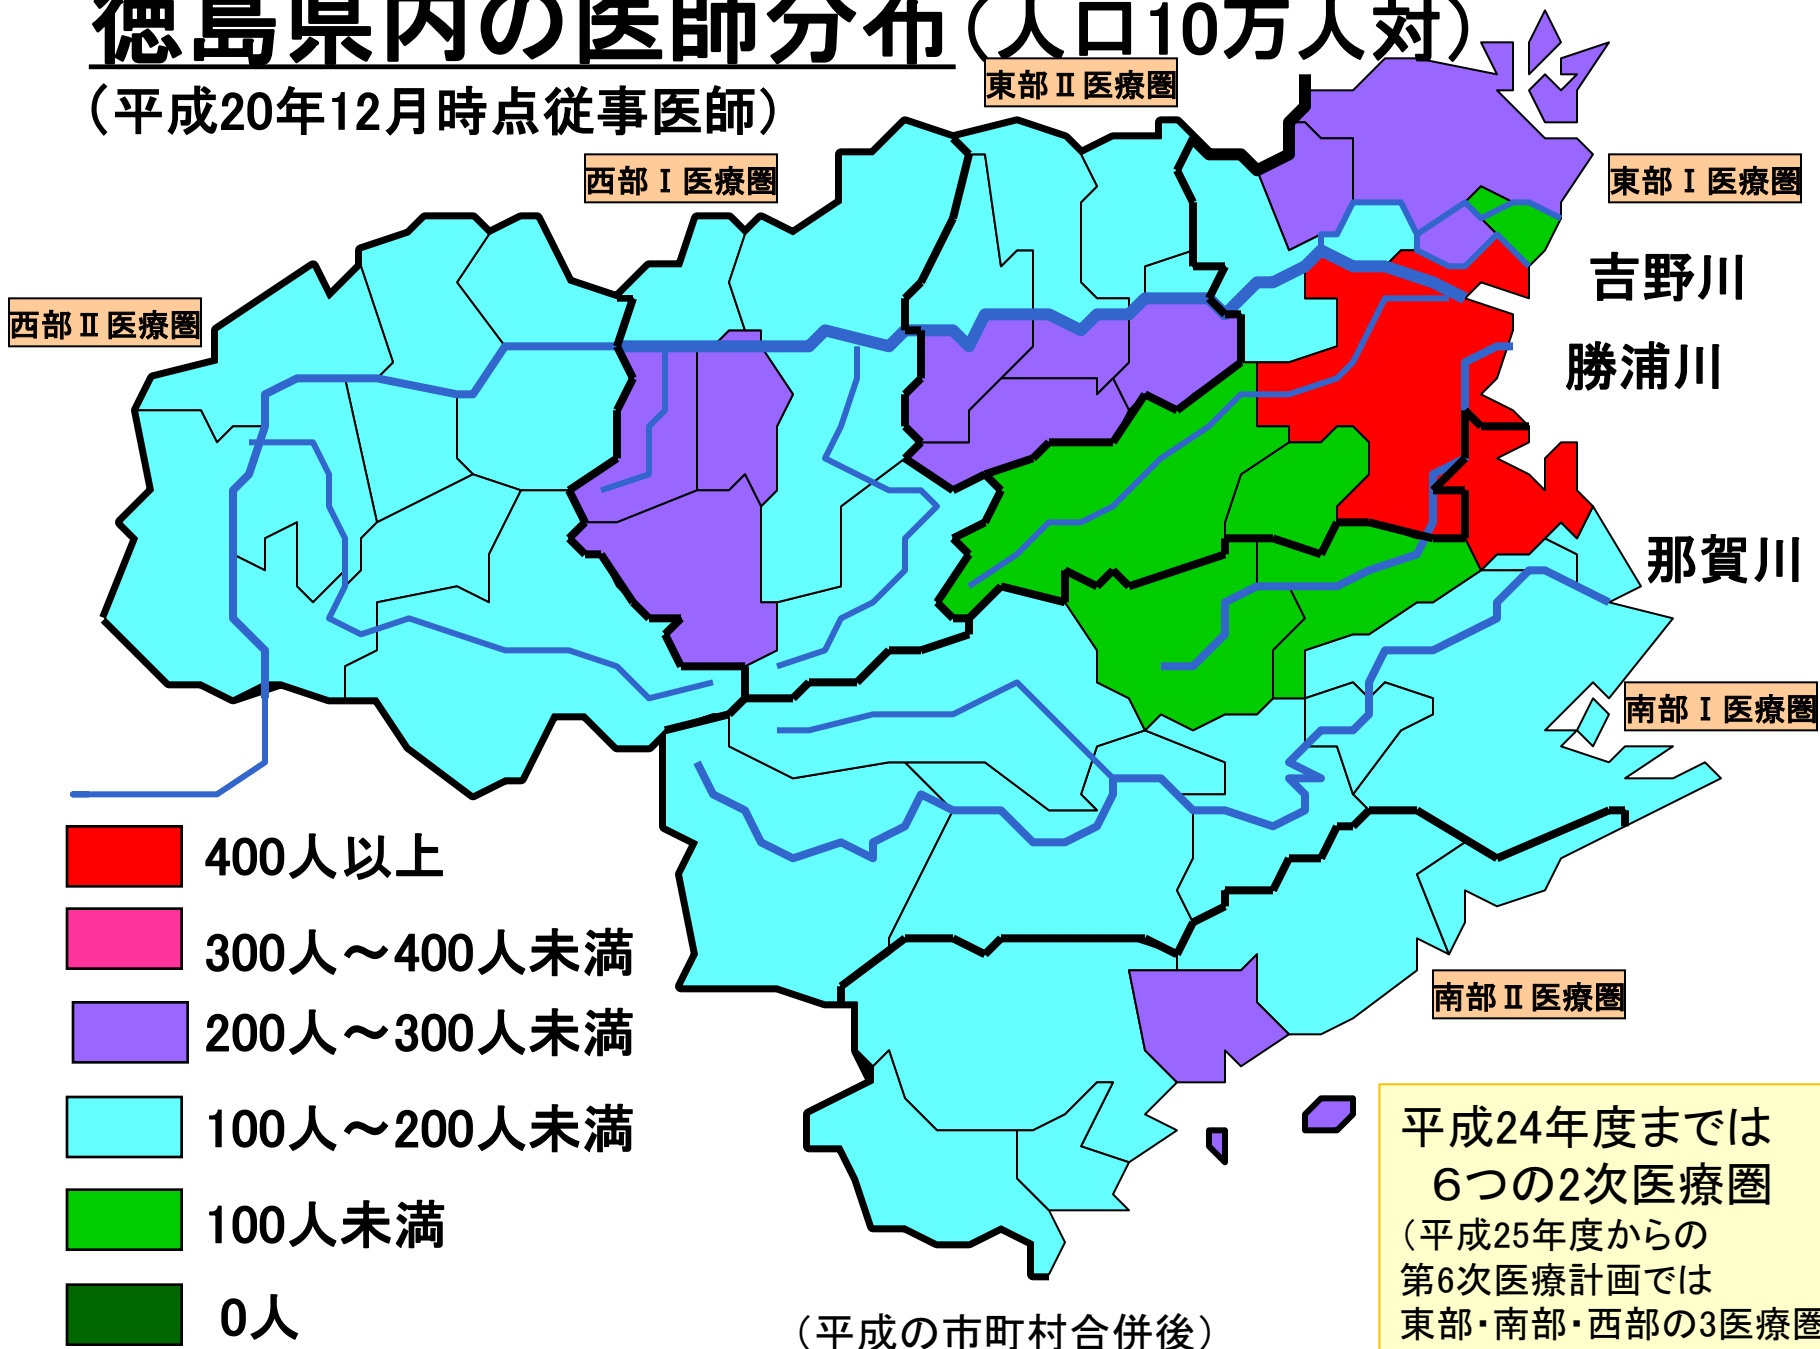 徳島県内の医師分布(人口10万人対)
(平成20年12月時点従事医師)
東部Ⅱ医療圏
西部Ⅰ医療圏
東部Ⅰ医療圏
西部Ⅱ医療圏
吉野川
勝浦川
那賀川
南部Ⅰ医療圏
南部Ⅱ医療圏
400人以上
300人～400人未満
200人～300人未満
100人～200人未満
100人未満
0人
(平成の市町村合併後)
平成24年度までは
6つの2次医療圏
(平成25年度からの
第6次医療計画では
東部・南部・西部の3医療圏